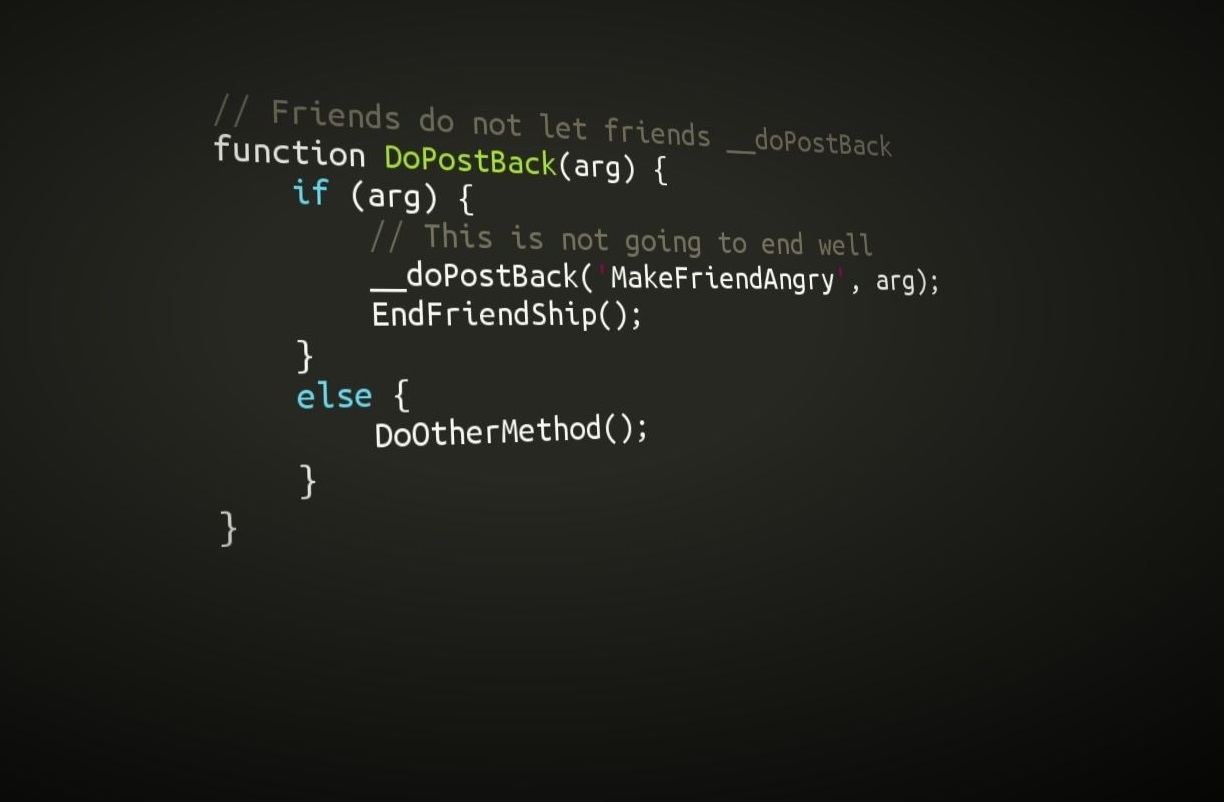 // Friends do not let friends __doPostBack
function DoPostBack(arg) {
if (arg) {
// This is not going to end well
__doPostBack('MakeFriendAngry', arg);
EndFriendShip();
}
else {
DoOtherMethod();
}
}